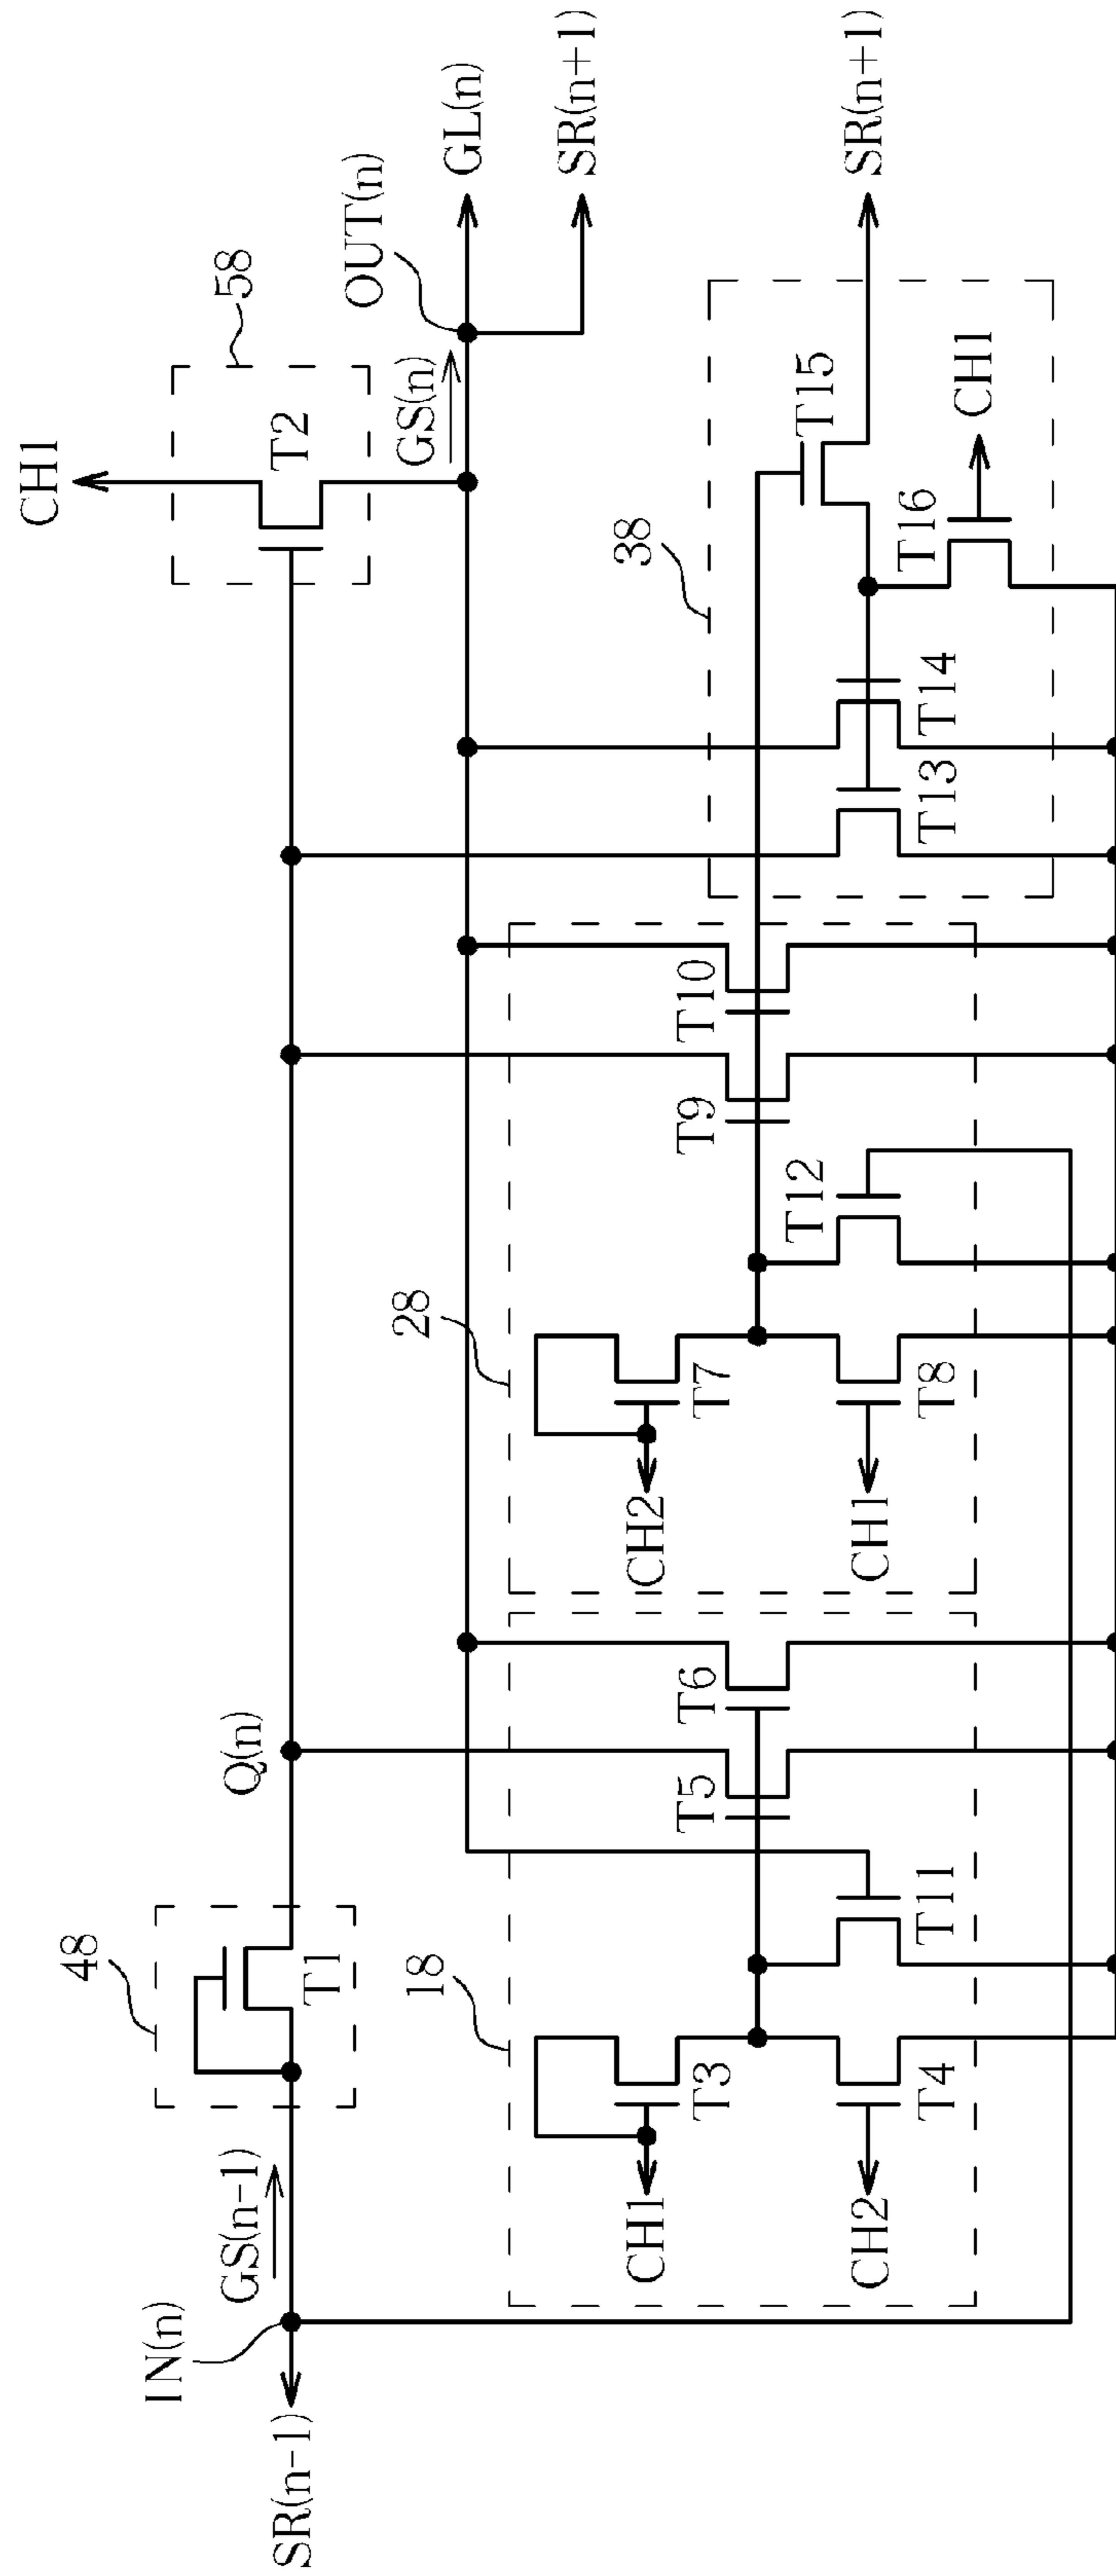 CH1
58
T2
OUT(n)
GL(n)
SR(n+1)
GS(n)
48
T1
Q(n)
IN(n)
GS(n-1)
SR(n-1)
18
CH1
T3
CH2
T4
T11
T5
T6
28
CH2
T7
CH1
T8
T12
T9
T10
38
T13
T14
T15
T16
CH1
SR(n+1)